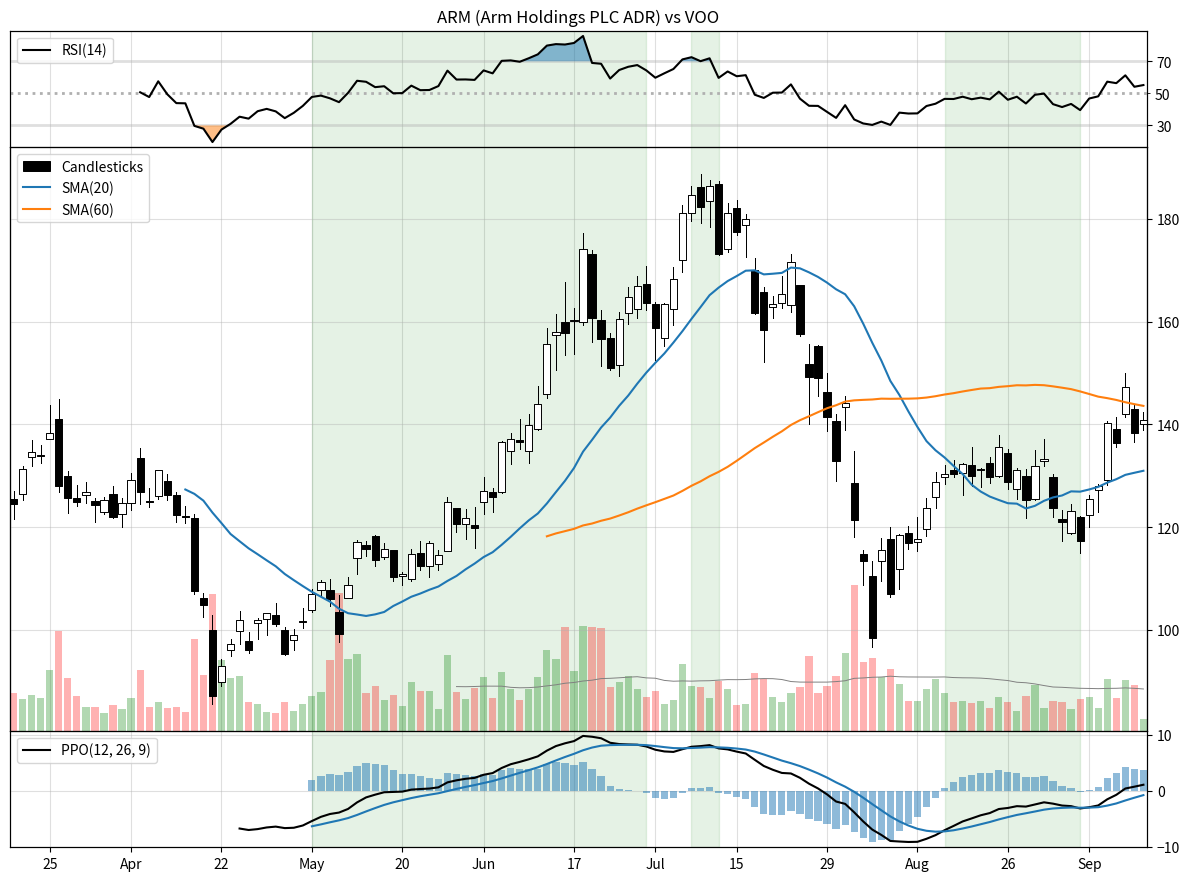 ARM (Arm Holdings PLC ADR) vs VOO
RSI(14)
70
50
30
Candlesticks
SMA(20)
SMA(60)
180
160
140
120
100
PPO(12, 26, 9)
10
0
−10
25 Apr 22 May 20 Jun 17 Jul 15 29 Aug 26 Sep